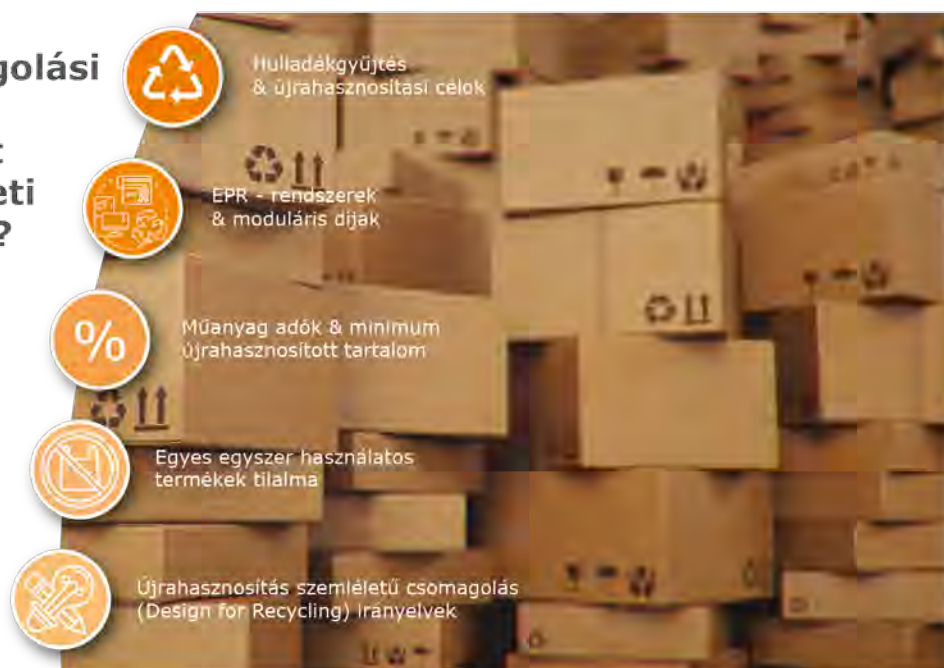 golási
eti
?
Hulladékgyűjtés
& újrahasznosítási célok
EPR - rendszerek
& moduláris díjak
%
Műanyag adók & minimum
újrahasznosított tartalom
Egyes egyszer használatos
termékek tilalma
Újrahasznosítás szemléletű csomagolás
(Design for Recycling) irányelvek